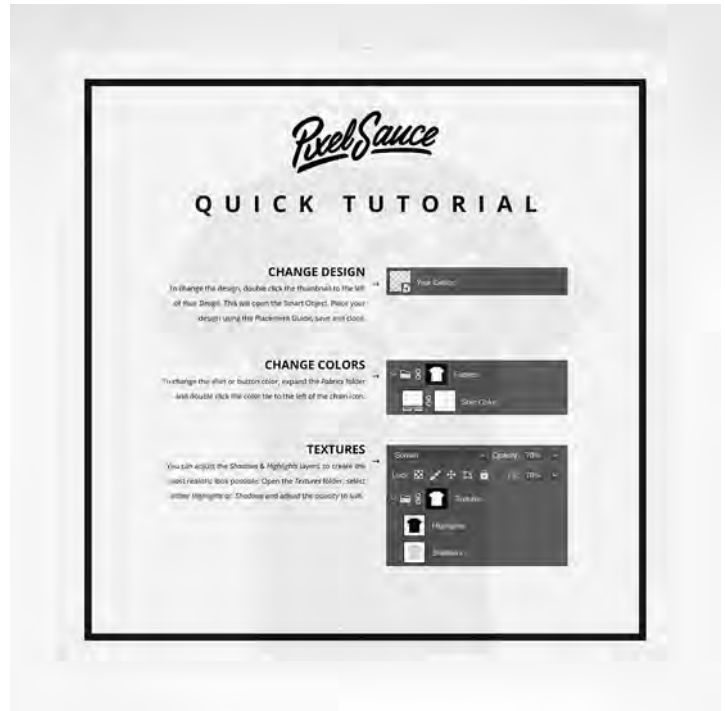 PixelSauce
QUICK TUTORIAL
CHANGE DESIGN
To change the design, double click the thumbnail to the left
of Your Design. This will open the Smart Object. Place your
design using the Placement Guide, save and close.
→
Your Design
CHANGE COLORS
To change the shirt or button color, expand the Fabrics folder
and double click the color tile to the left of the chain icon.
→
Fabrics
Shirt Color
TEXTURES
You can adjust the Shadows & Highlights layers, to create the
most realistic look possible. Open the Textures folder, select
either Highlights or Shadows and adjust the opacity to suit.
→
Screen
Opacity: 70%
Lock:
Fill: 70%
Textures
Highlights
Shadows